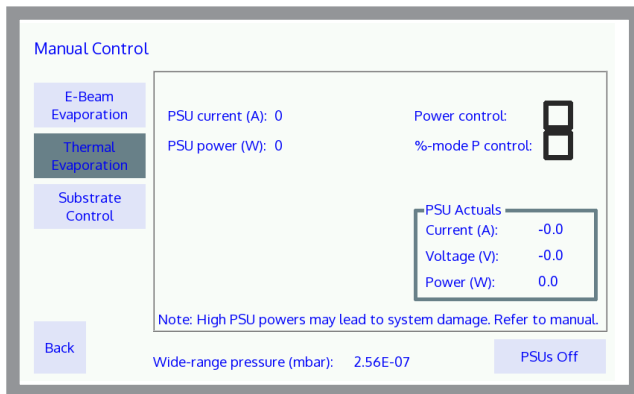 Manual Control
E-Beam
Evaporation
Thermal
Evaporation
Substrate
Control
PSU current (A): 0
PSU power (W): 0
Power control:
%-mode P control:
PSU Actuals
Current (A): -0.0
Voltage (V): -0.0
Power (W): 0.0
Note: High PSU powers may lead to system damage. Refer to manual.
Back
Wide-range pressure (mbar): 2.56E-07
PSUs Off